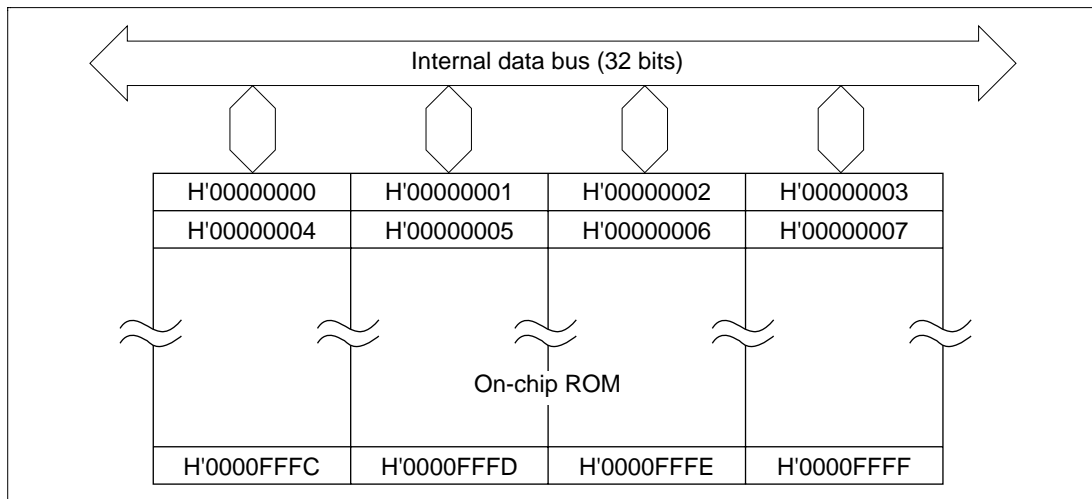 Internal data bus (32 bits)
H'00000000 H'00000001 H'00000002 H'00000003
H'00000004 H'00000005 H'00000006 H'00000007
On-chip ROM
H'0000FFFC H'0000FFFD H'0000FFFE H'0000FFFF